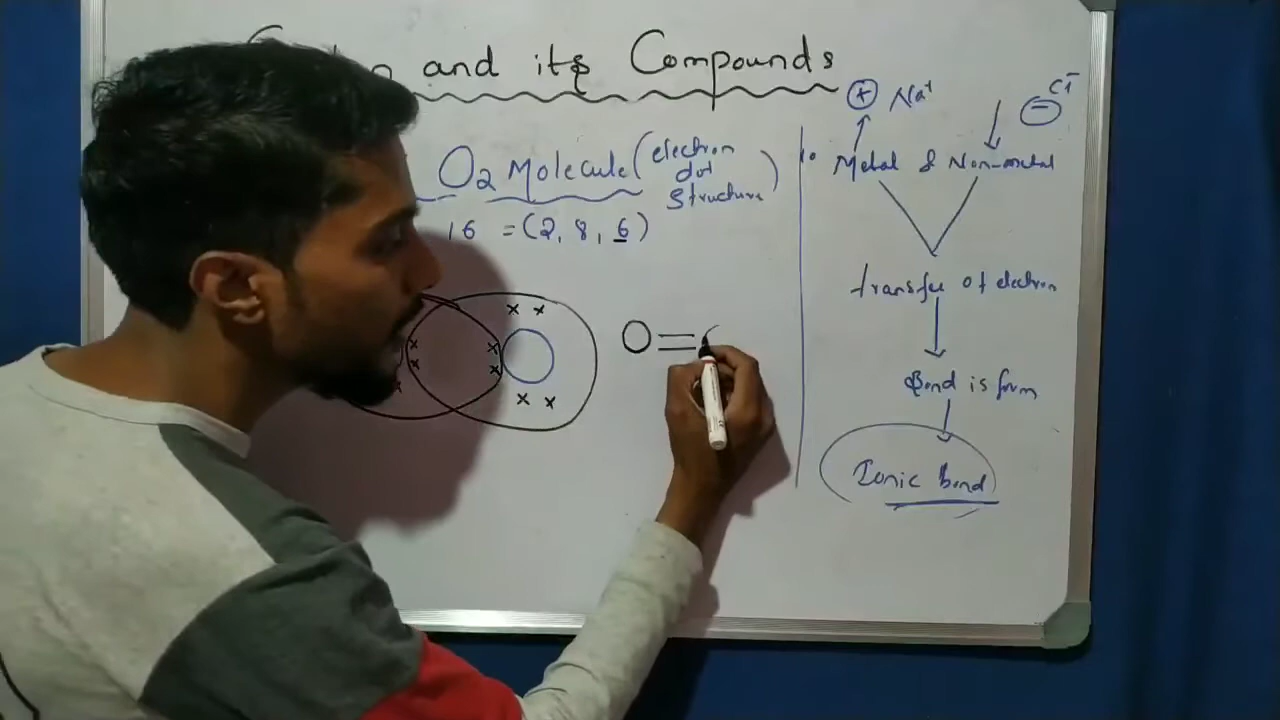 and its Compounds
O2 Molecule (electron
dot
structure)
16 = (2, 8, 6)
x x
x x
x x
x
x x
O=
Na+
Cl-
1. Metal & Non-metal
transfer of electron
Bond is form
Ionic Bond